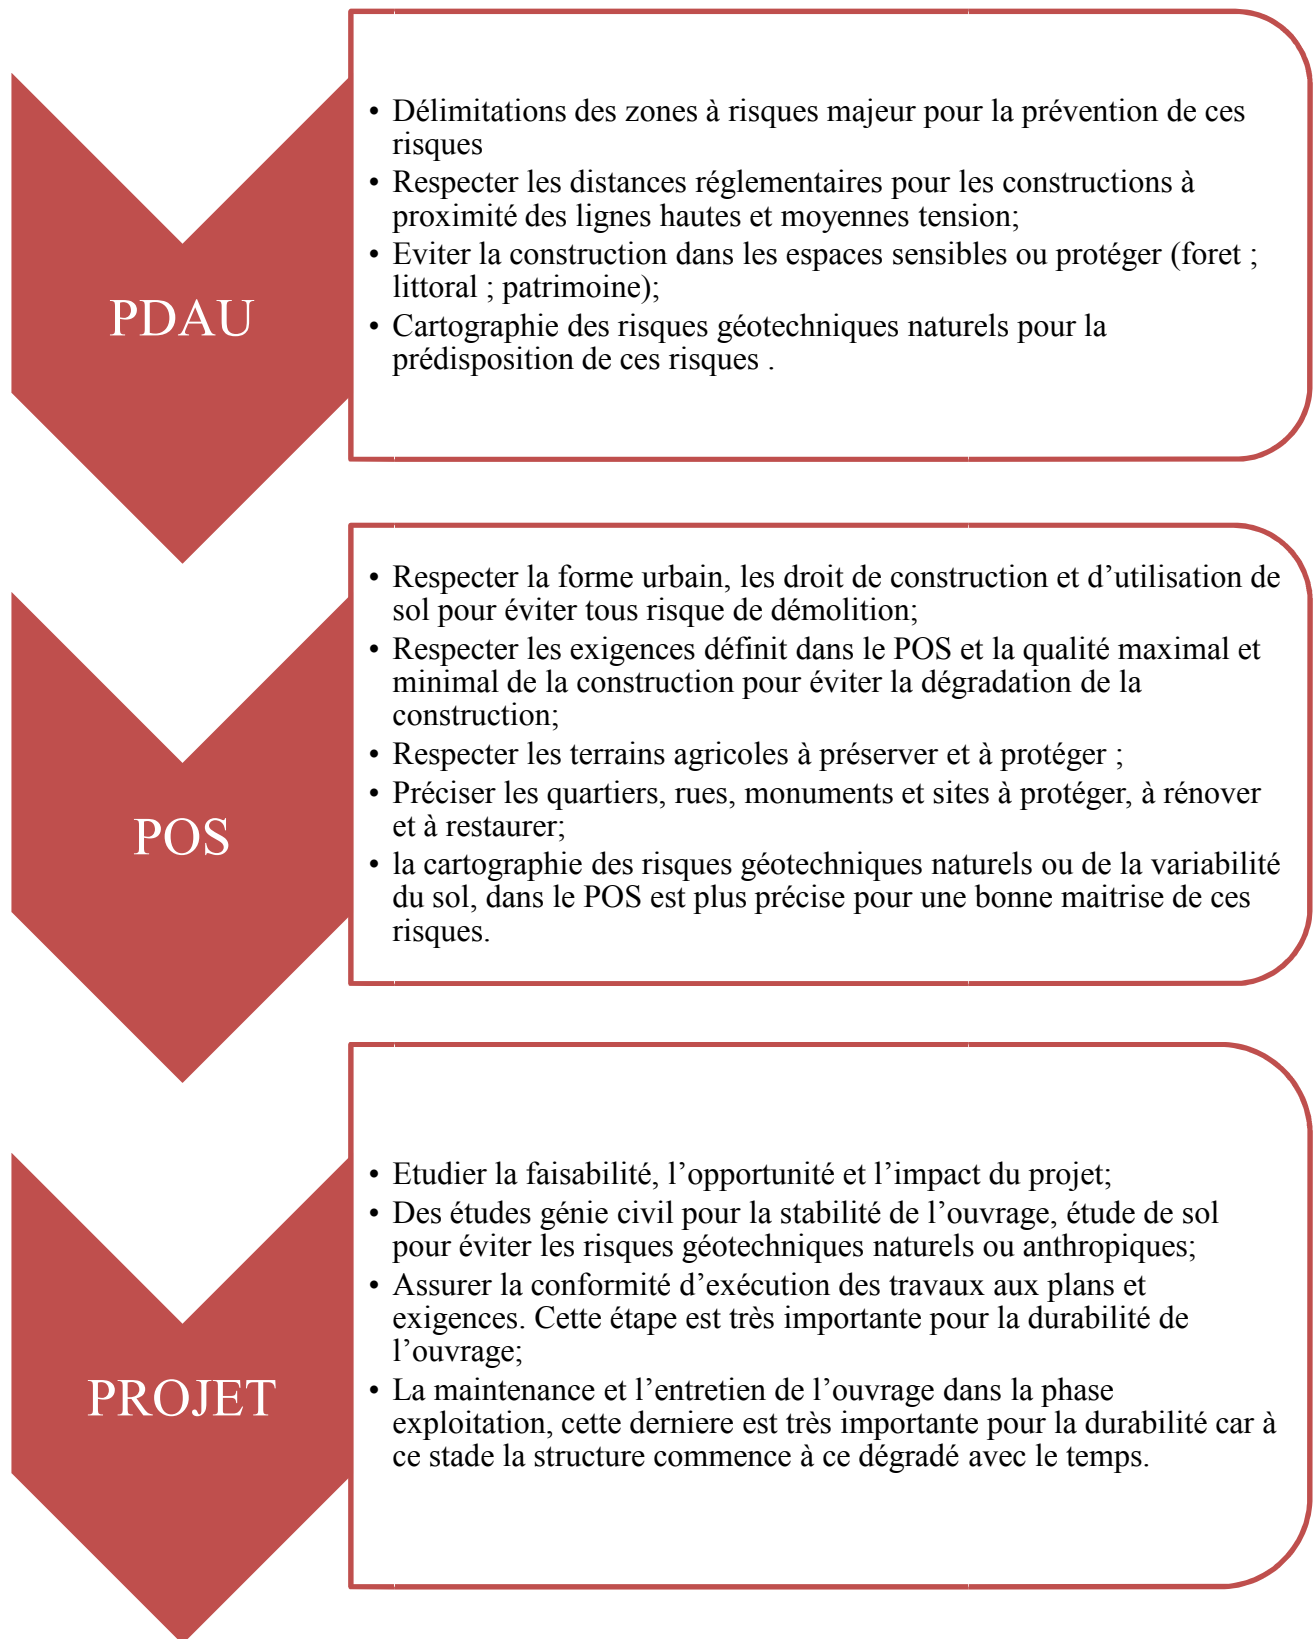 PDAU
• Délimitations des zones à risques majeur pour la prévention de ces
risques
• Respecter les distances réglementaires pour les constructions à
proximité des lignes hautes et moyennes tension;
• Eviter la construction dans les espaces sensibles ou protéger (foret ;
littoral ; patrimoine);
• Cartographie des risques géotechniques naturels pour la
prédisposition de ces risques .
POS
• Respecter la forme urbain, les droit de construction et d’utilisation de
sol pour éviter tous risque de démolition;
• Respecter les exigences définit dans le POS et la qualité maximal et
minimal de la construction pour éviter la dégradation de la
construction;
• Respecter les terrains agricoles à préserver et à protéger ;
• Préciser les quartiers, rues, monuments et sites à protéger, à rénover
et à restaurer;
• la cartographie des risques géotechniques naturels ou de la variabilité
du sol, dans le POS est plus précise pour une bonne maitrise de ces
risques.
PROJET
• Etudier la faisabilité, l’opportunité et l’impact du projet;
• Des études génie civil pour la stabilité de l’ouvrage, étude de sol
pour éviter les risques géotechniques naturels ou anthropiques;
• Assurer la conformité d’exécution des travaux aux plans et
exigences. Cette étape est très importante pour la durabilité de
l’ouvrage;
• La maintenance et l’entretien de l’ouvrage dans la phase
exploitation, cette derniere est très importante pour la durabilité car à
ce stade la structure commence à ce dégradé avec le temps.